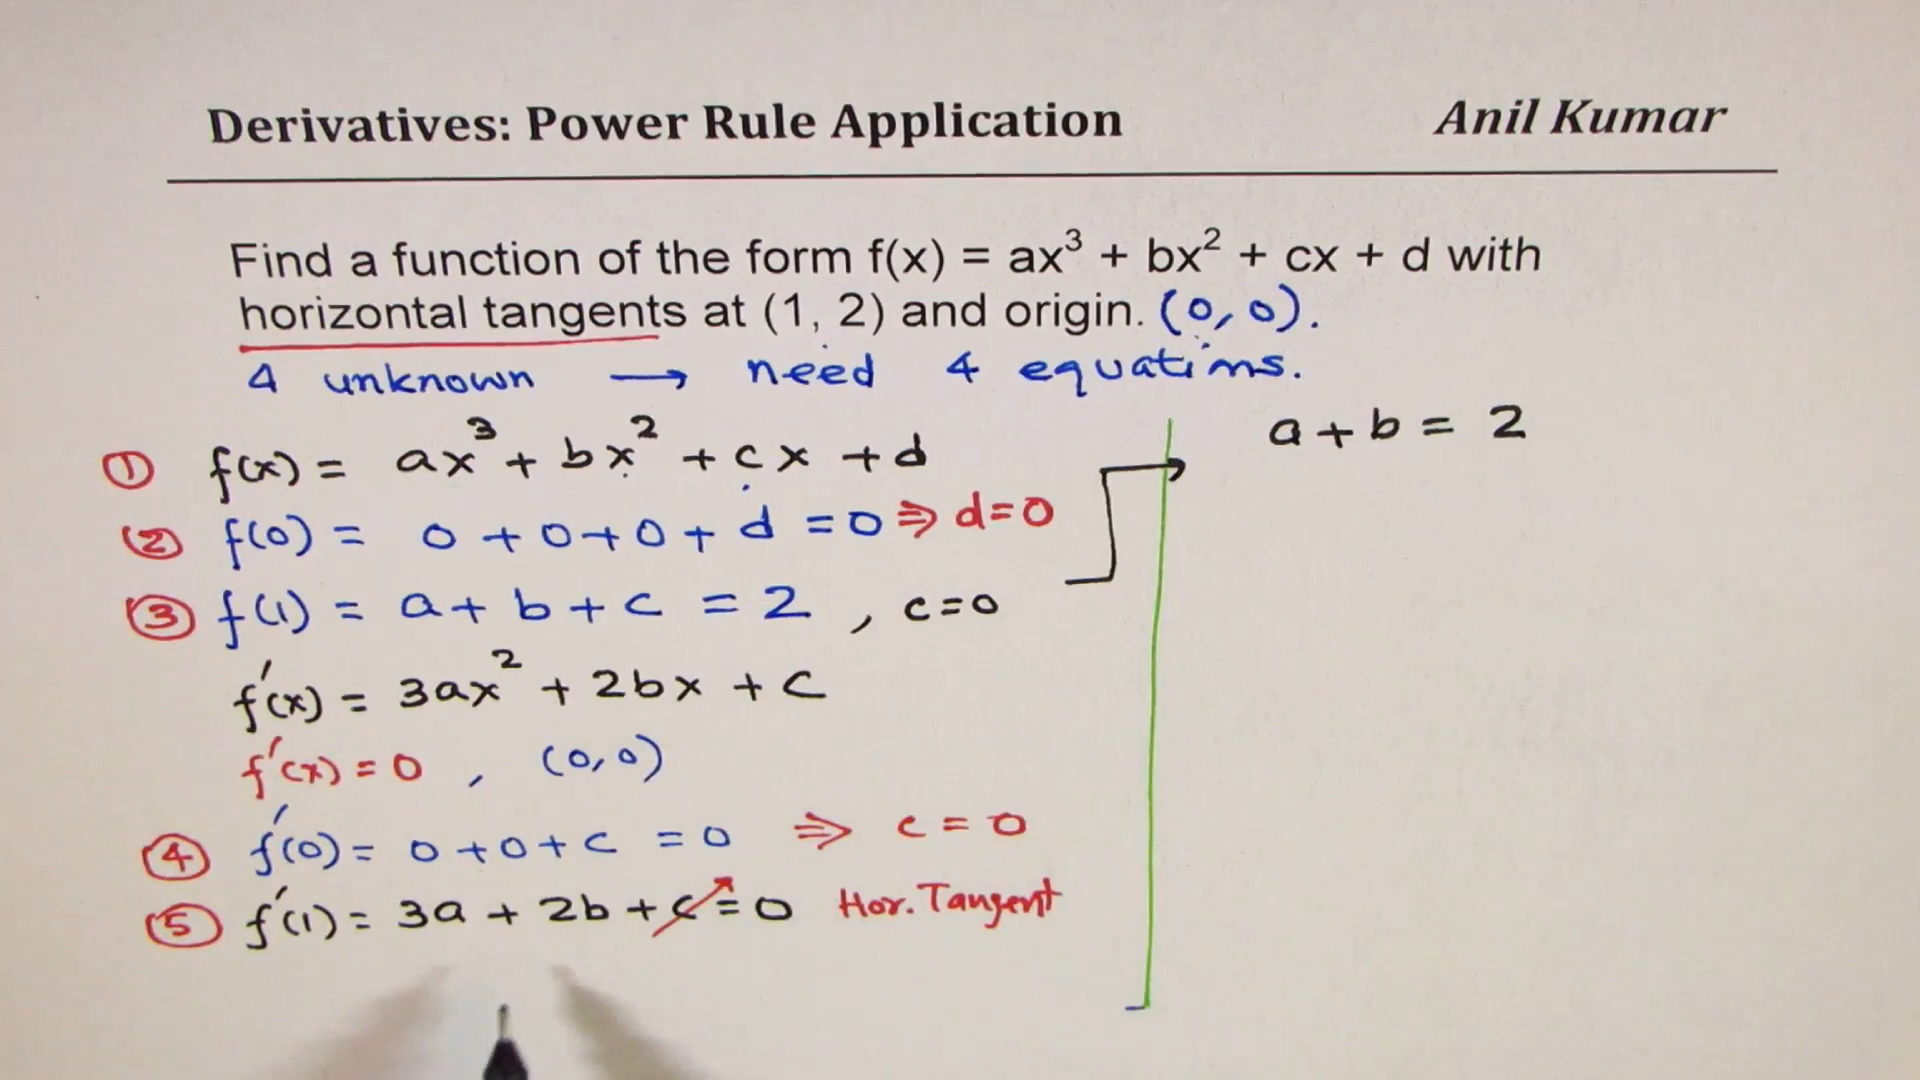 Derivatives: Power Rule Application
Anil Kumar
Find a function of the form f(x) = ax³ + bx² + cx + d with
horizontal tangents at (1, 2) and origin. (0, 0).
4 unknown → need 4 equations.
① f(x) = ax³ + bx² + cx + d
② f(0) = 0 + 0 + 0 + d = 0 ⇒ d = 0
③ f(1) = a + b + c = 2 , c = 0
f'(x) = 3ax² + 2bx + c
f'(x) = 0 , (0, 0)
④ f'(0) = 0 + 0 + c = 0 ⇒ c = 0
⑤ f'(1) = 3a + 2b + c = 0 Hor. Tangent
a + b = 2